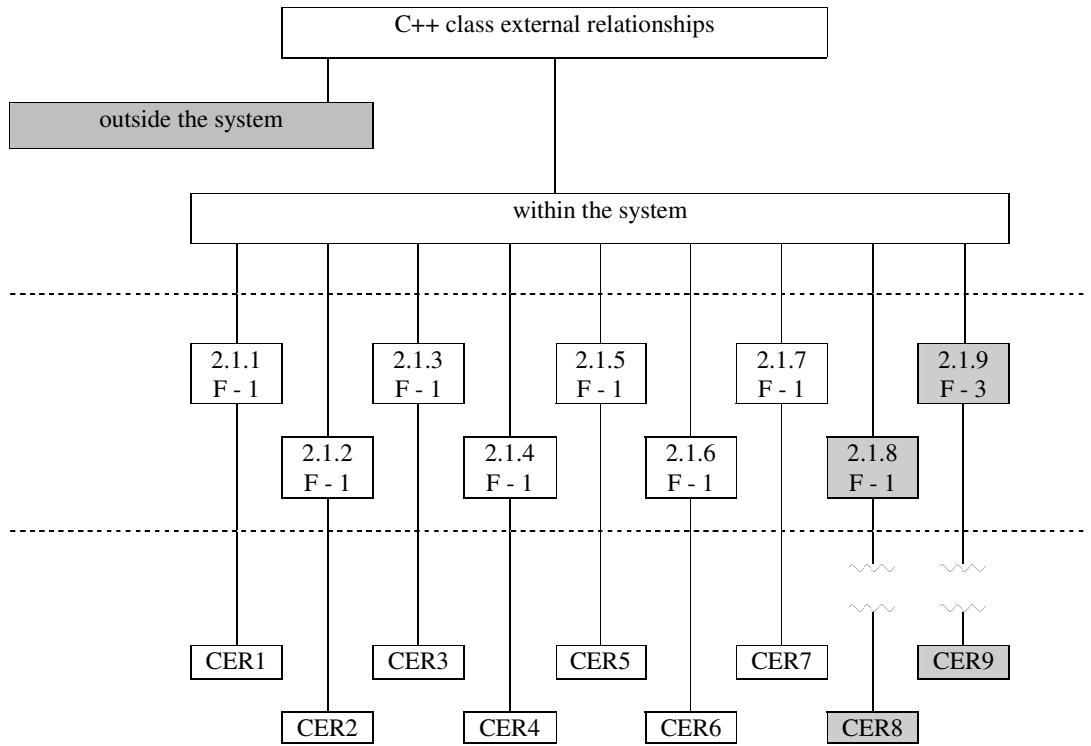 C++ class external relationships
outside the system
within the system
2.1.1
F - 1
2.1.3
F - 1
2.1.5
F - 1
2.1.7
F - 1
2.1.9
F - 3
2.1.2
F - 1
2.1.4
F - 1
2.1.6
F - 1
2.1.8
F - 1
CER1
CER3
CER5
CER7
CER9
CER2
CER4
CER6
CER8